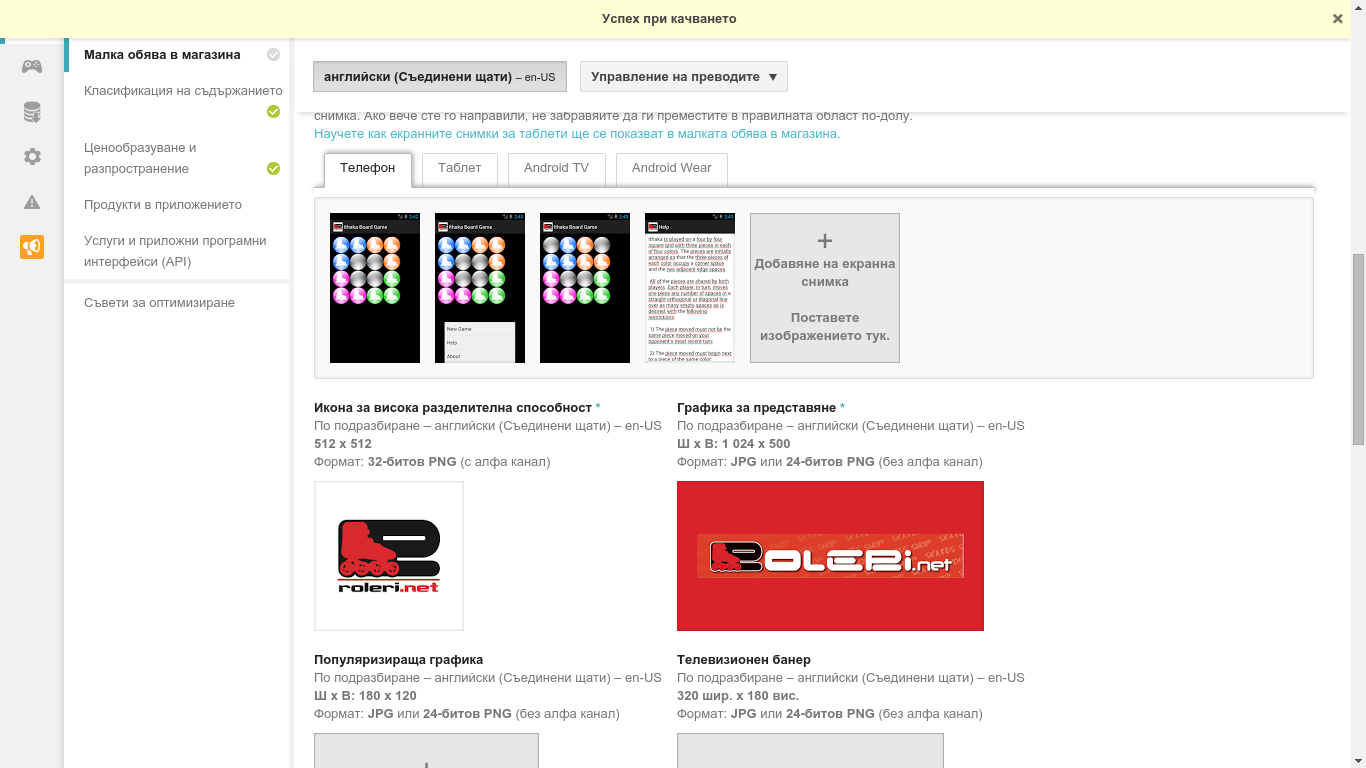 Успех при качването
Малка обява в магазина
Класификация на съдържанието
Ценообразуване и
разпространение
Продукти в приложението
Услуги и приложни програмни
интерфейси (API)
Съвети за оптимизиране
английски (Съединени щати) – en-US
Управление на преводите
снимка. Ако вече сте го направили, не забравяйте да ги преместите в правилната област по-долу.
Научете как екранните снимки за таблети ще се показват в малката обява в магазина.
Телефон
Таблет
Android TV
Android Wear
2:42
Ithaka Board Game
2:43
Ithaka Board Game
New Game
Help
About
2:43
Ithaka Board Game
2:43
Help
Ithaka is played on a four by four
square grid with three pieces in each
of four colors. The pieces are initially
arranged so that the three pieces of
each color occupy a corner space
and the two adjacent edge spaces.
All of the pieces are shared by both
players. Each player, in turn, moves
one piece any number of spaces in a
straight orthogonal or diagonal line
over as many empty spaces as is
desired, with the following
restrictions:
1) The piece moved must not be the
same piece moved on your
opponent's most recent turn;
2) The piece moved must begin next
to a piece of the same color;
Добавяне на екранна
снимка
Поставете
изображението тук.
Икона за висока разделителна способност *
По подразбиране – английски (Съединени щати) – en-US
512 x 512
Формат: 32-битов PNG (с алфа канал)
roleri.net
Графика за представяне *
По подразбиране – английски (Съединени щати) – en-US
Ш x В: 1 024 x 500
Формат: JPG или 24-битов PNG (без алфа канал)
SKATES SHOP
ROLERi.net
Популяризираща графика
По подразбиране – английски (Съединени щати) – en-US
Ш x В: 180 x 120
Формат: JPG или 24-битов PNG (без алфа канал)
Телевизионен банер
По подразбиране – английски (Съединени щати) – en-US
320 шир. x 180 вис.
Формат: JPG или 24-битов PNG (без алфа канал)